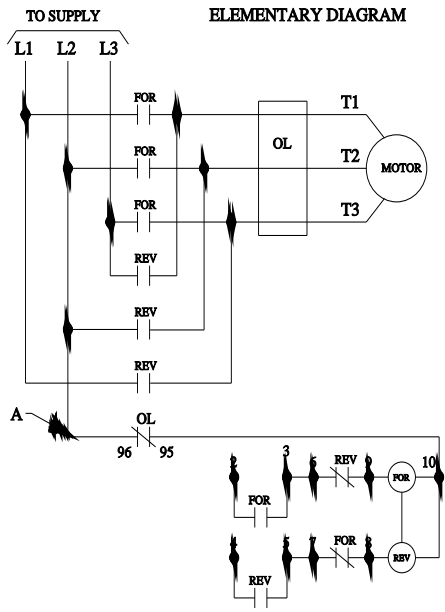 TO SUPPLY ELEMENTARY DIAGRAM
L1 L2 L3
FOR T1
OL
FOR T2
MOTOR
FOR T3
REV
REV
REV
A OL
96 95
2 3 6 REV 9 10
FOR
FOR
4 5 7 FOR 8
REV
REV